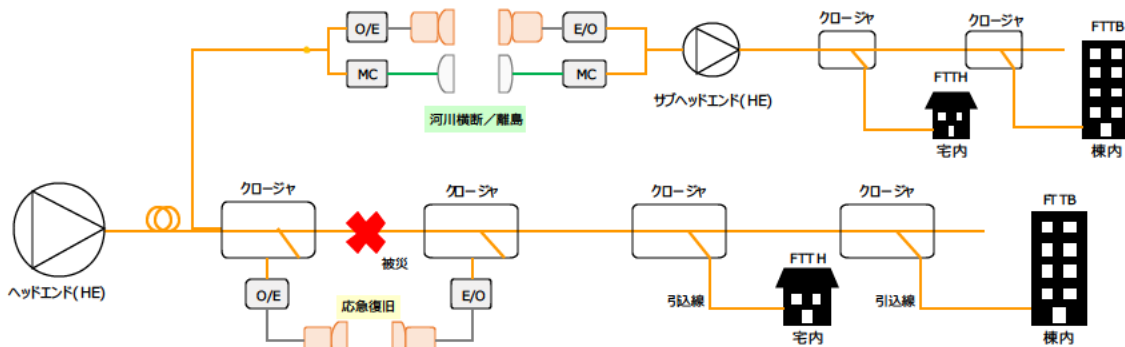 クロージャ
クロージャ
FTTB
O/E
E/O
MC
MC
FTTH
サブヘッドエンド(HE)
河川横断／離島
宅内
棟内
クロージャ
クロージャ
クロージャ
クロージャ
FTTB
被災
FTTH
ヘッドエンド(HE)
O/E
応急復旧
E/O
引込線
引込線
宅内
棟内